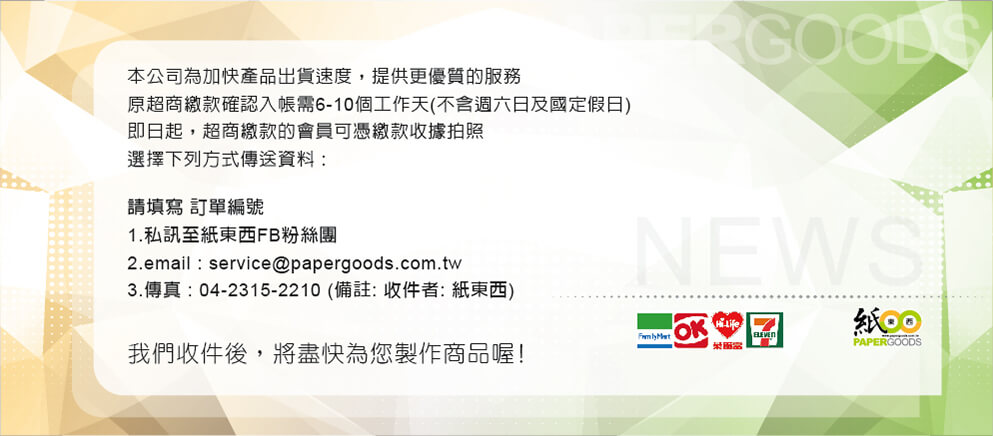 PAPERGOODS
本公司為加快產品出貨速度，提供更優質的服務
原超商繳款確認入帳需6-10個工作天(不含週六日及國定假日)
即日起，超商繳款的會員可憑繳款收據拍照
選擇下列方式傳送資料：
請填寫 訂單編號
1.私訊至紙東西FB粉絲團
2.email : service@papergoods.com.tw
3.傳真 : 04-2315-2210 (備註: 收件者: 紙東西)
NEWS
我們收件後，將盡快為您製作商品喔!
FamilyMart
OK
Hi-Life
萊爾富
7 ELEVEn
紙東西
PAPERGOODS